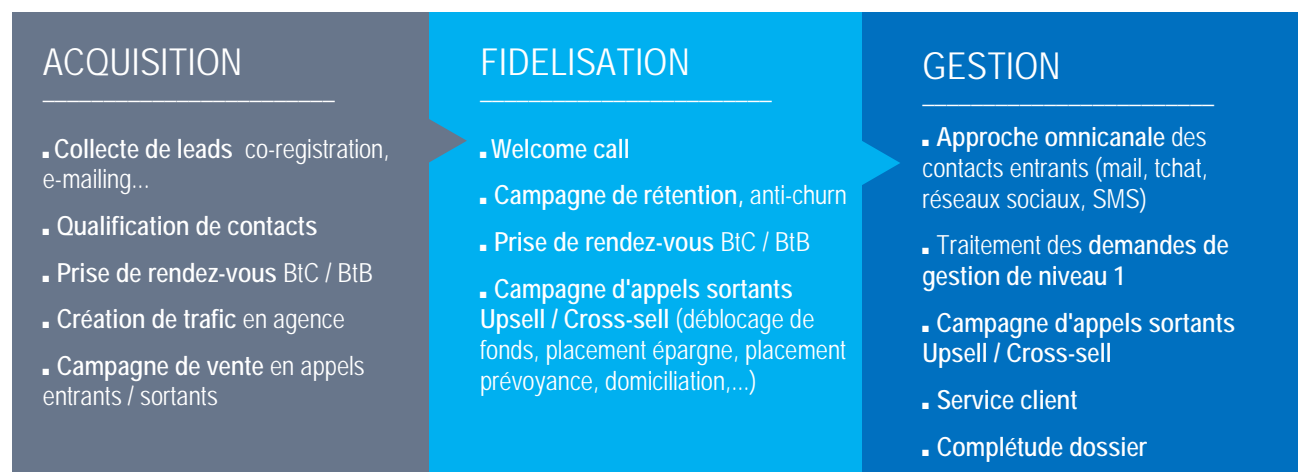 ACQUISITION
▪ Collecte de leads co-registration,
e-mailing...
▪ Qualification de contacts
▪ Prise de rendez-vous BtC / BtB
▪ Création de trafic en agence
▪ Campagne de vente en appels
entrants / sortants
FIDELISATION
▪ Welcome call
▪ Campagne de rétention, anti-churn
▪ Prise de rendez-vous BtC / BtB
▪ Campagne d'appels sortants
Upsell / Cross-sell (déblocage de
fonds, placement épargne, placement
prévoyance, domiciliation,...)
GESTION
▪ Approche omnicanale des
contacts entrants (mail, tchat,
réseaux sociaux, SMS)
▪ Traitement des demandes de
gestion de niveau 1
▪ Campagne d'appels sortants
Upsell / Cross-sell
▪ Service client
▪ Complétude dossier